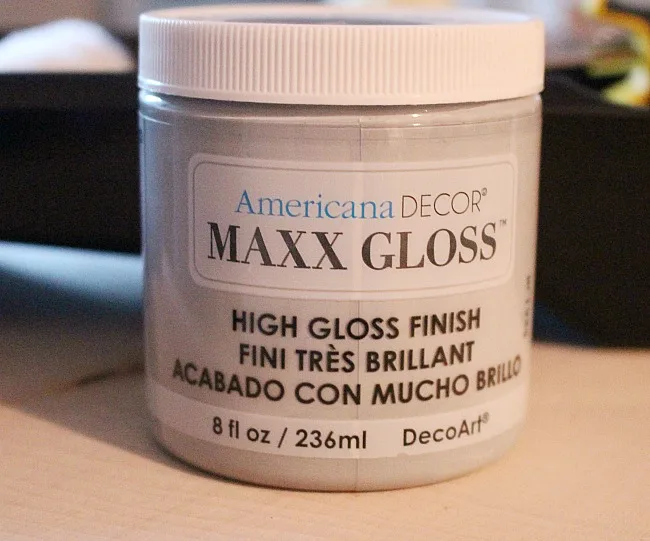 Americana DECOR®
MAXX GLOSS™
HIGH GLOSS FINISH
FINI TRÈS BRILLANT
ACABADO CON MUCHO BRILLO
8 fl oz / 236ml DecoArt®